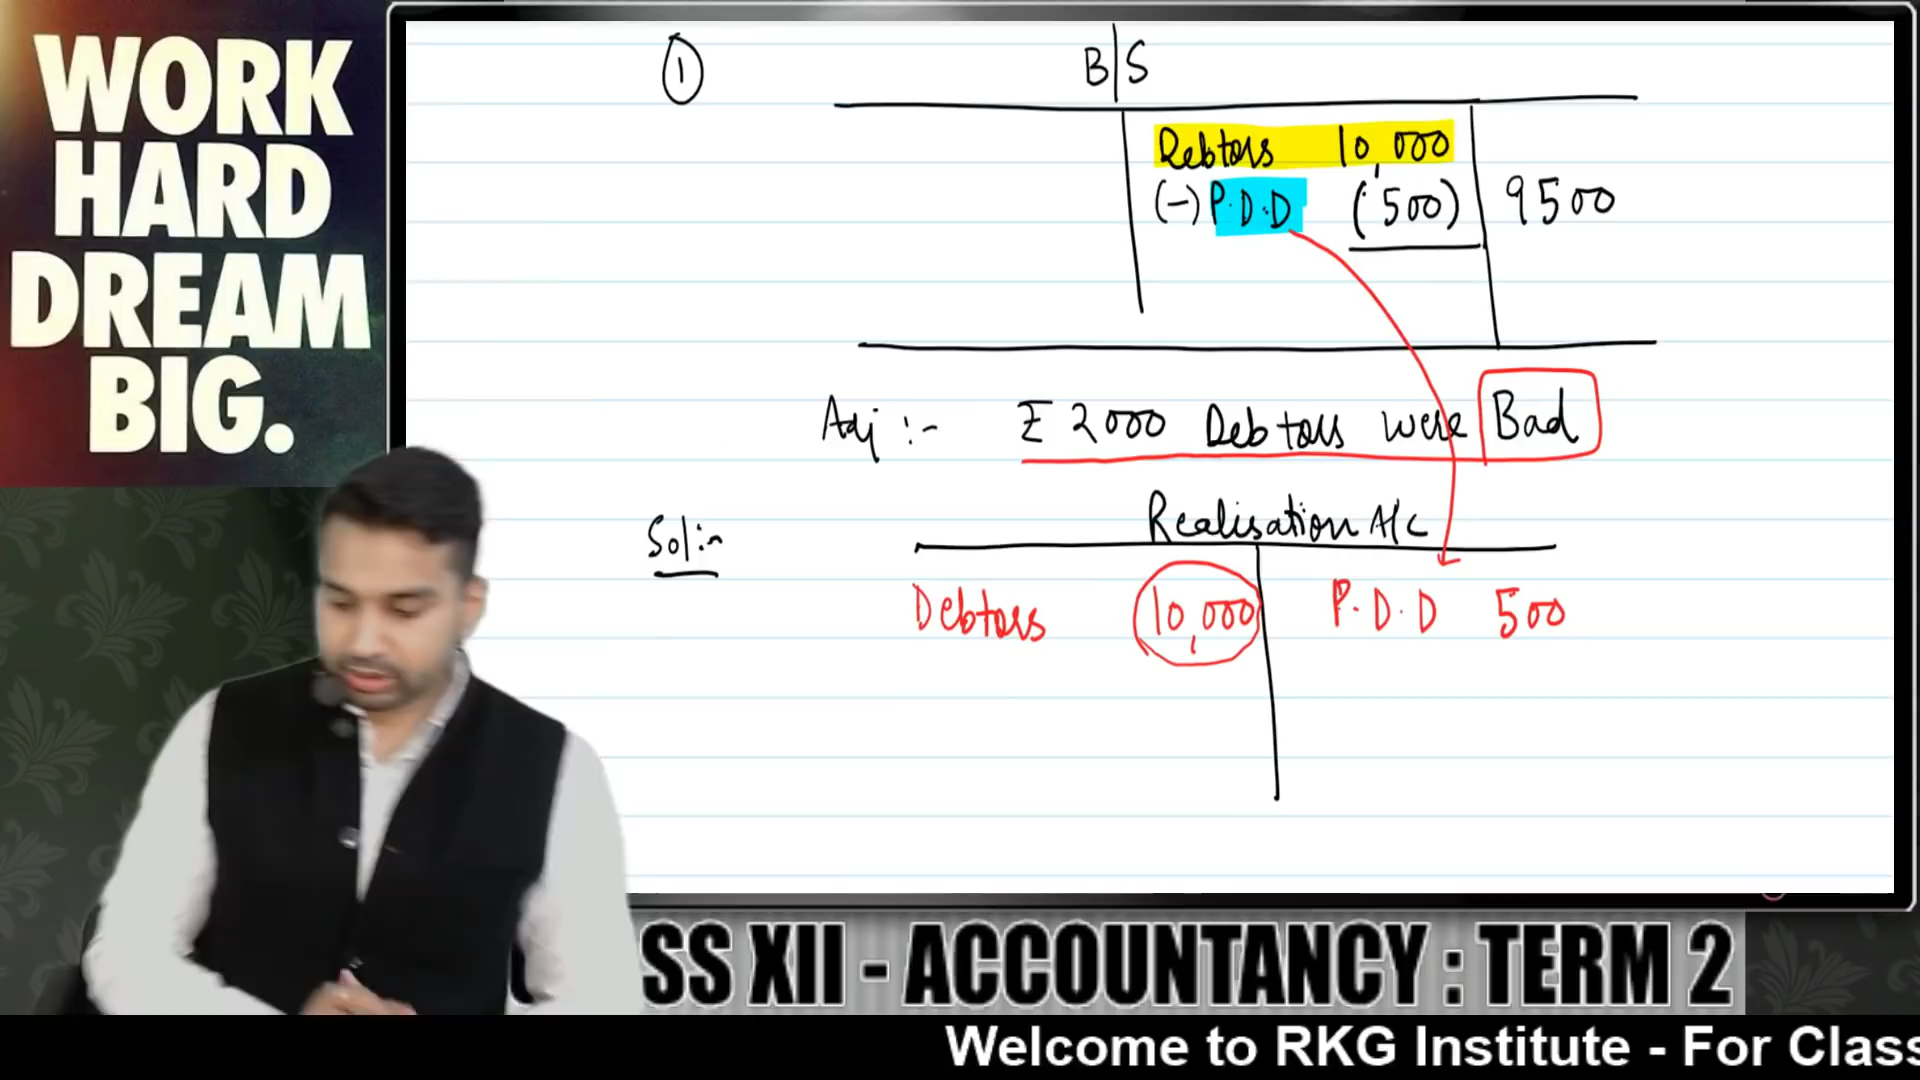 WORK
HARD
DREAM
BIG.
① B/S
Debtors 10,000
(-) P.D.D (500) 9500
Adj :- ₹ 2000 Debtors were Bad
Sol:- Realisation A/c
Debtors 10,000 P.D.D 500
SS XII - ACCOUNTANCY : TERM 2
Welcome to RKG Institute - For Class